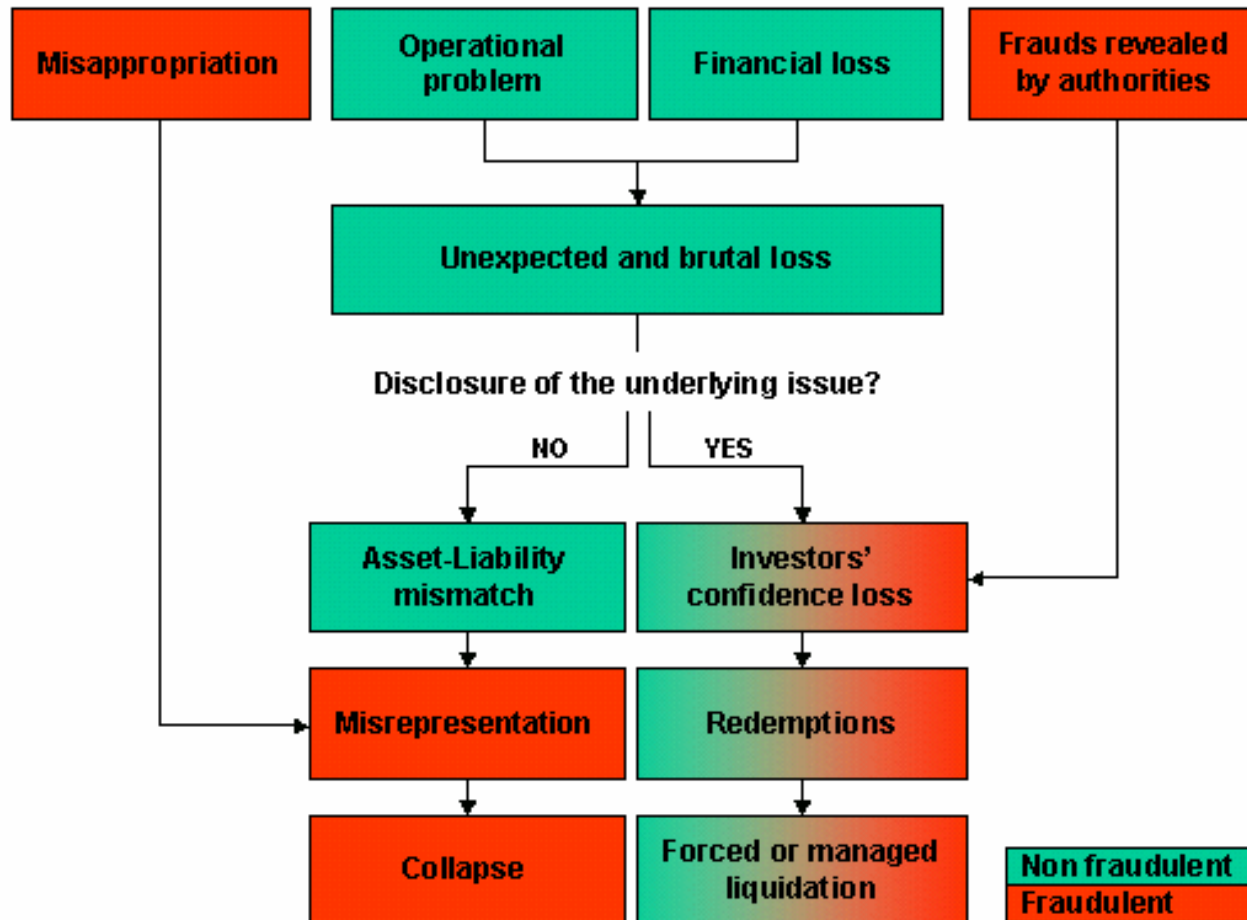 Misappropriation
Operational
problem
Financial loss
Frauds revealed
by authorities
Unexpected and brutal loss
Disclosure of the underlying issue?
NO
YES
Asset-Liability
mismatch
Investors’
confidence loss
Misrepresentation
Redemptions
Collapse
Forced or managed
liquidation
Non fraudulent
Fraudulent